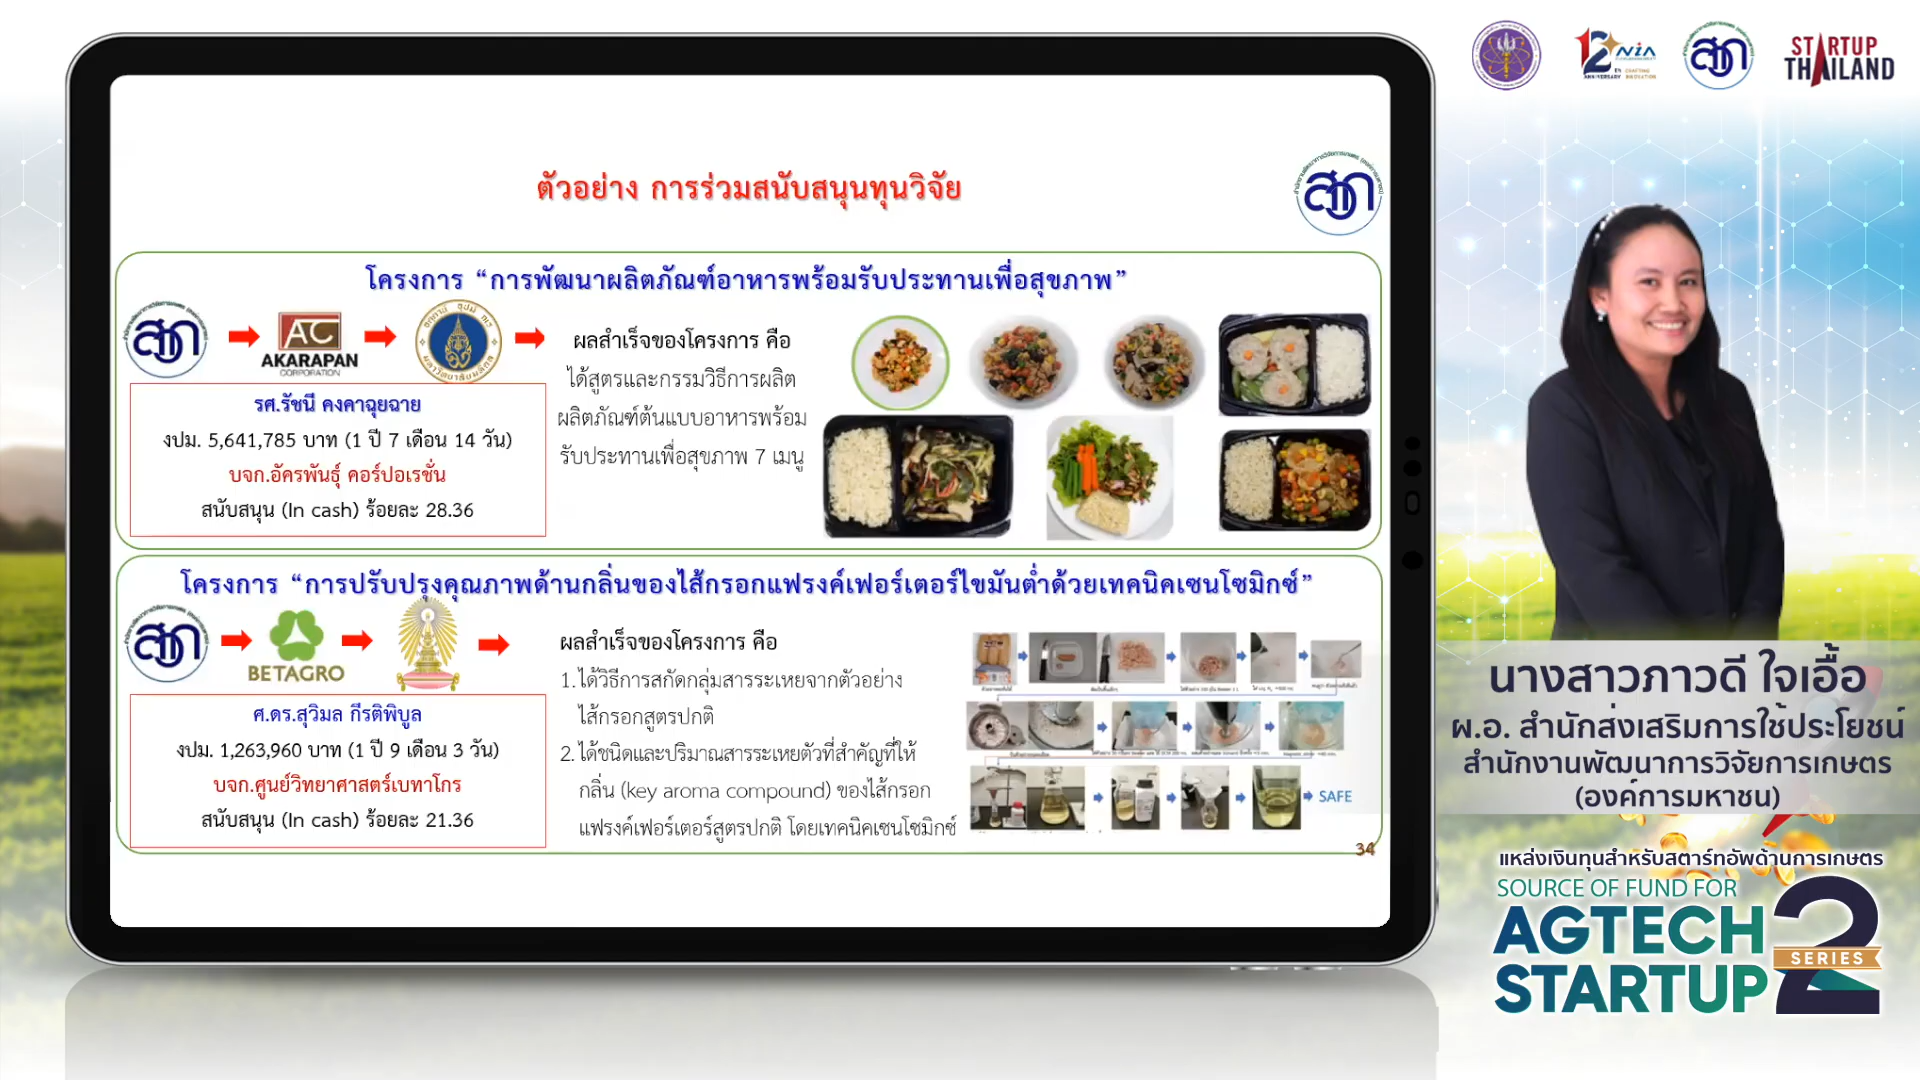 ตัวอย่าง การร่วมสนับสนุนทุนวิจัย
สวก
โครงการ “การพัฒนาผลิตภัณฑ์อาหารพร้อมรับประทานเพื่อสุขภาพ”
สวก
AC
AKARAPAN
CORPORATION
รศ.รัชนี คงคาฉุยฉาย
งปม. 5,641,785 บาท (1 ปี 7 เดือน 14 วัน)
บจก.อัครพันธุ์ คอร์ปอเรชั่น
สนับสนุน (In cash) ร้อยละ 28.36
ผลสำเร็จของโครงการ คือ
ได้สูตรและกรรมวิธีการผลิต
ผลิตภัณฑ์ต้นแบบอาหารพร้อม
รับประทานเพื่อสุขภาพ 7 เมนู
โครงการ “การปรับปรุงคุณภาพด้านกลิ่นของไส้กรอกแฟรงค์เฟอร์เตอร์ไขมันต่ำด้วยเทคนิคเซนโซมิกซ์”
สวก
BETAGRO
ศ.ดร.สุวิมล กีรติพิบูล
งปม. 1,263,960 บาท (1 ปี 9 เดือน 3 วัน)
บจก.ศูนย์วิทยาศาสตร์เบทาโกร
สนับสนุน (In cash) ร้อยละ 21.36
ผลสำเร็จของโครงการ คือ
1. ได้วิธีการสกัดกลุ่มสารระเหยจากตัวอย่าง
ไส้กรอกสูตรปกติ
2. ได้ชนิดและปริมาณสารระเหยตัวที่สำคัญที่ให้
กลิ่น (key aroma compound) ของไส้กรอก
แฟรงค์เฟอร์เตอร์สูตรปกติ โดยเทคนิคเซนโซมิกซ์
SAFE
34
12 NIA
ANNIVERSARY
สวก
STARTUP
THAILAND
นางสาวภาวดี ใจเอื้อ
ผ.อ. สำนักส่งเสริมการใช้ประโยชน์
สำนักงานพัฒนาการวิจัยการเกษตร
(องค์การมหาชน)
แหล่งเงินทุนสำหรับสตาร์ทอัพด้านการเกษตร
SOURCE OF FUND FOR
AGTECH
STARTUP
2
SERIES